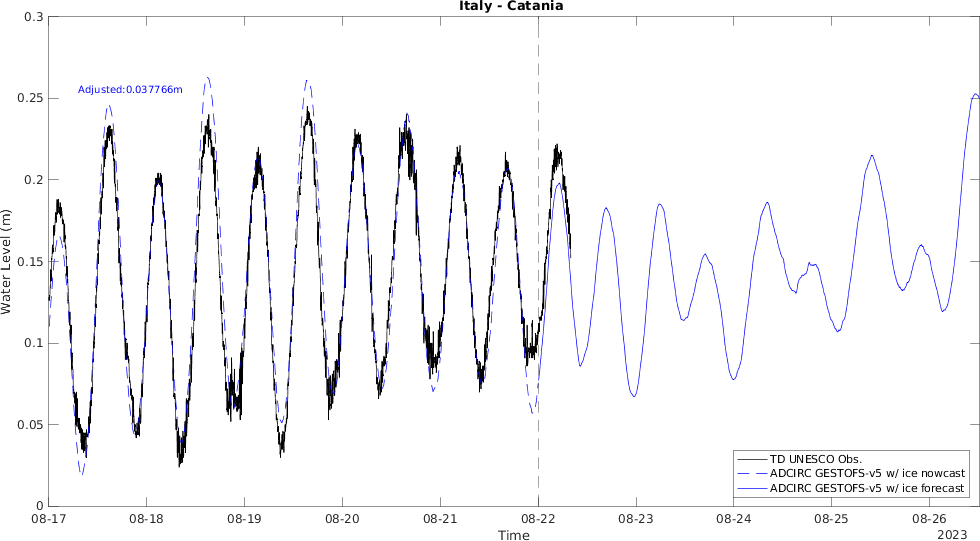 Italy - Catania
Adjusted:0.037766m
Water Level (m)
0.3
0.25
0.2
0.15
0.1
0.05
0
08-17 08-18 08-19 08-20 08-21 08-22 08-23 08-24 08-25 08-26
Time
2023
TD UNESCO Obs.
ADCIRC GESTOFS-v5 w/ ice nowcast
ADCIRC GESTOFS-v5 w/ ice forecast